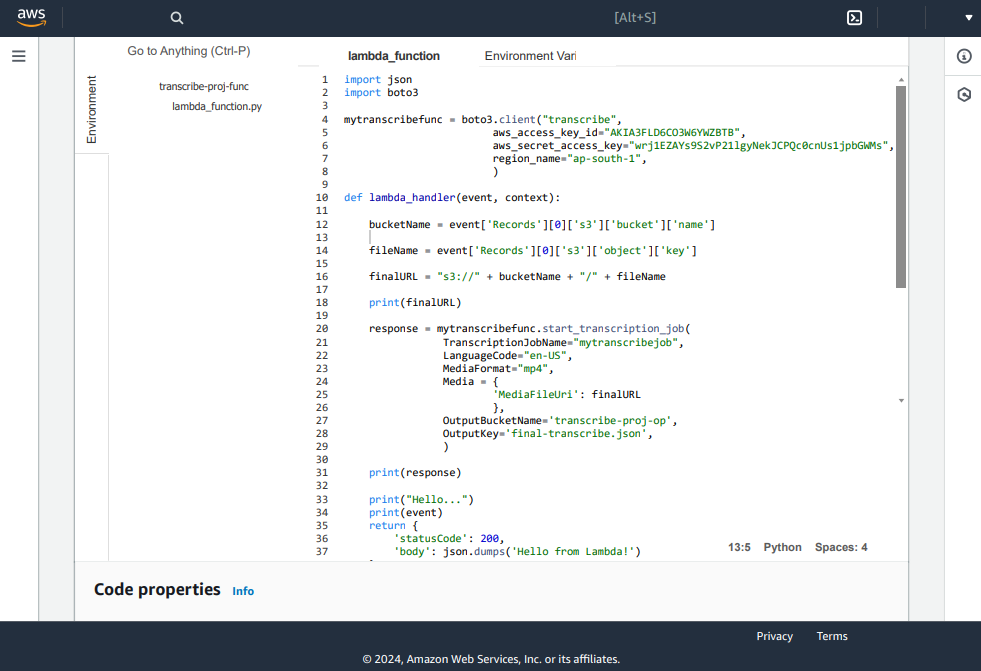 aws
[Alt+S]
Go to Anything (Ctrl-P)
lambda_function
Environment Vari
Environment
transcribe-proj-func
lambda_function.py
1 import json
2 import boto3
3
4 mytranscribefunc = boto3.client("transcribe",
5 aws_access_key_id="AKIA3FLD6CO3W6YWZBTB",
6 aws_secret_access_key="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",
7 region_name="ap-south-1",
8 )
9
10 def lambda_handler(event, context):
11
12 bucketName = event['Records'][0]['s3']['bucket']['name']
13
14 fileName = event['Records'][0]['s3']['object']['key']
15
16 finalURL = "s3://" + bucketName + "/" + fileName
17
18 print(finalURL)
19
20 response = mytranscribefunc.start_transcription_job(
21 TranscriptionJobName="mytranscribejob",
22 LanguageCode="en-US",
23 MediaFormat="mp4",
24 Media = {
25 'MediaFileUri': finalURL
26 },
27 OutputBucketName='transcribe-proj-op',
28 OutputKey='final-transcribe.json',
29 )
30
31 print(response)
32
33 print("Hello...")
34 print(event)
35 return {
36 'statusCode': 200,
37 'body': json.dumps('Hello from Lambda!')
13:5 Python Spaces: 4
Code properties Info
Privacy Terms
© 2024, Amazon Web Services, Inc. or its affiliates.